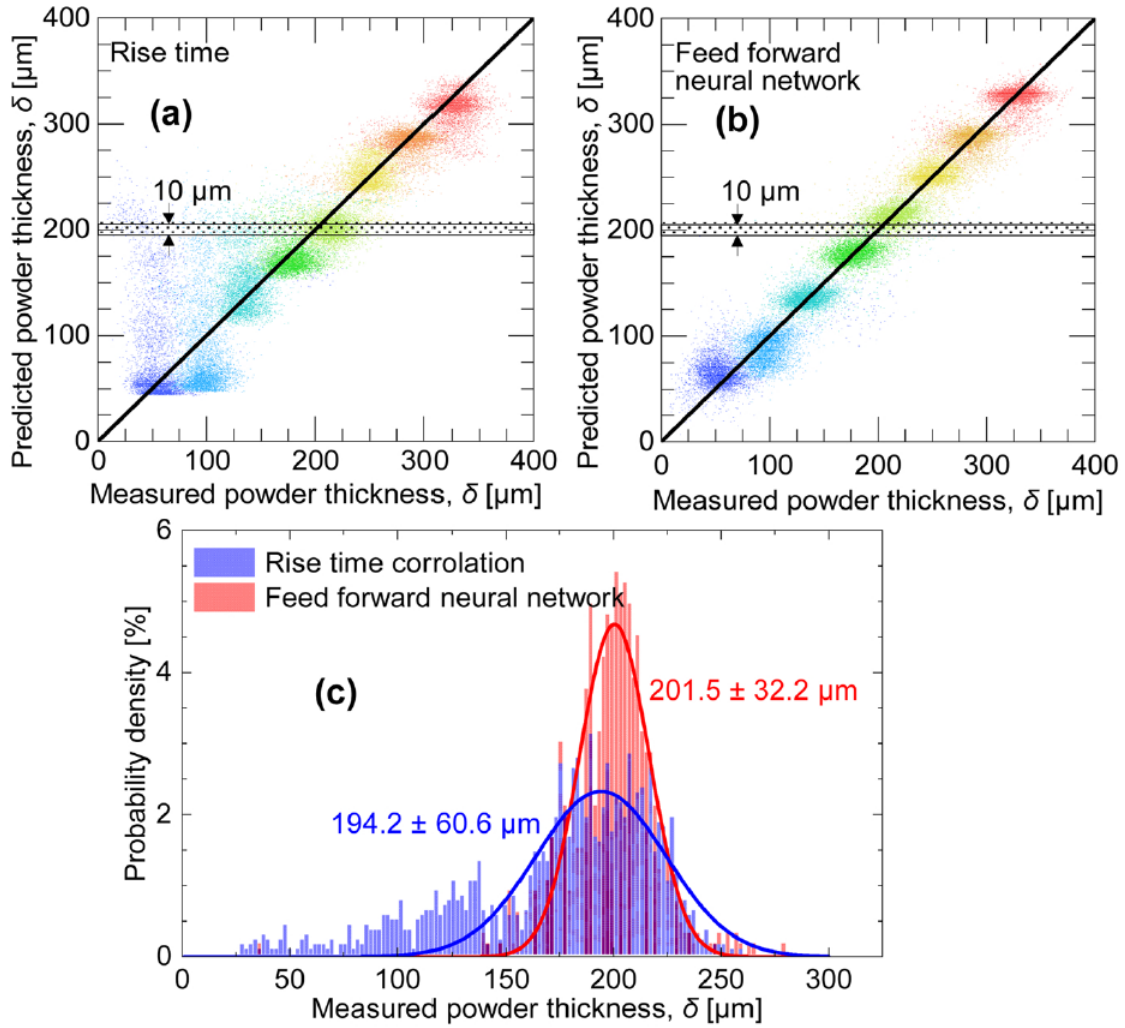 400
300
200
100
0
Predicted powder thickness, δ [μm]
Rise time
(a)
10 μm
0 100 200 300 400
Measured powder thickness, δ [μm]
400
300
200
100
0
Predicted powder thickness, δ [μm]
Feed forward
neural network
(b)
10 μm
0 100 200 300 400
Measured powder thickness, δ [μm]
6
4
2
0
Probability density [%]
Rise time corrolation
Feed forward neural network
(c)
201.5 ± 32.2 μm
194.2 ± 60.6 μm
0 50 100 150 200 250 300
Measured powder thickness, δ [μm]